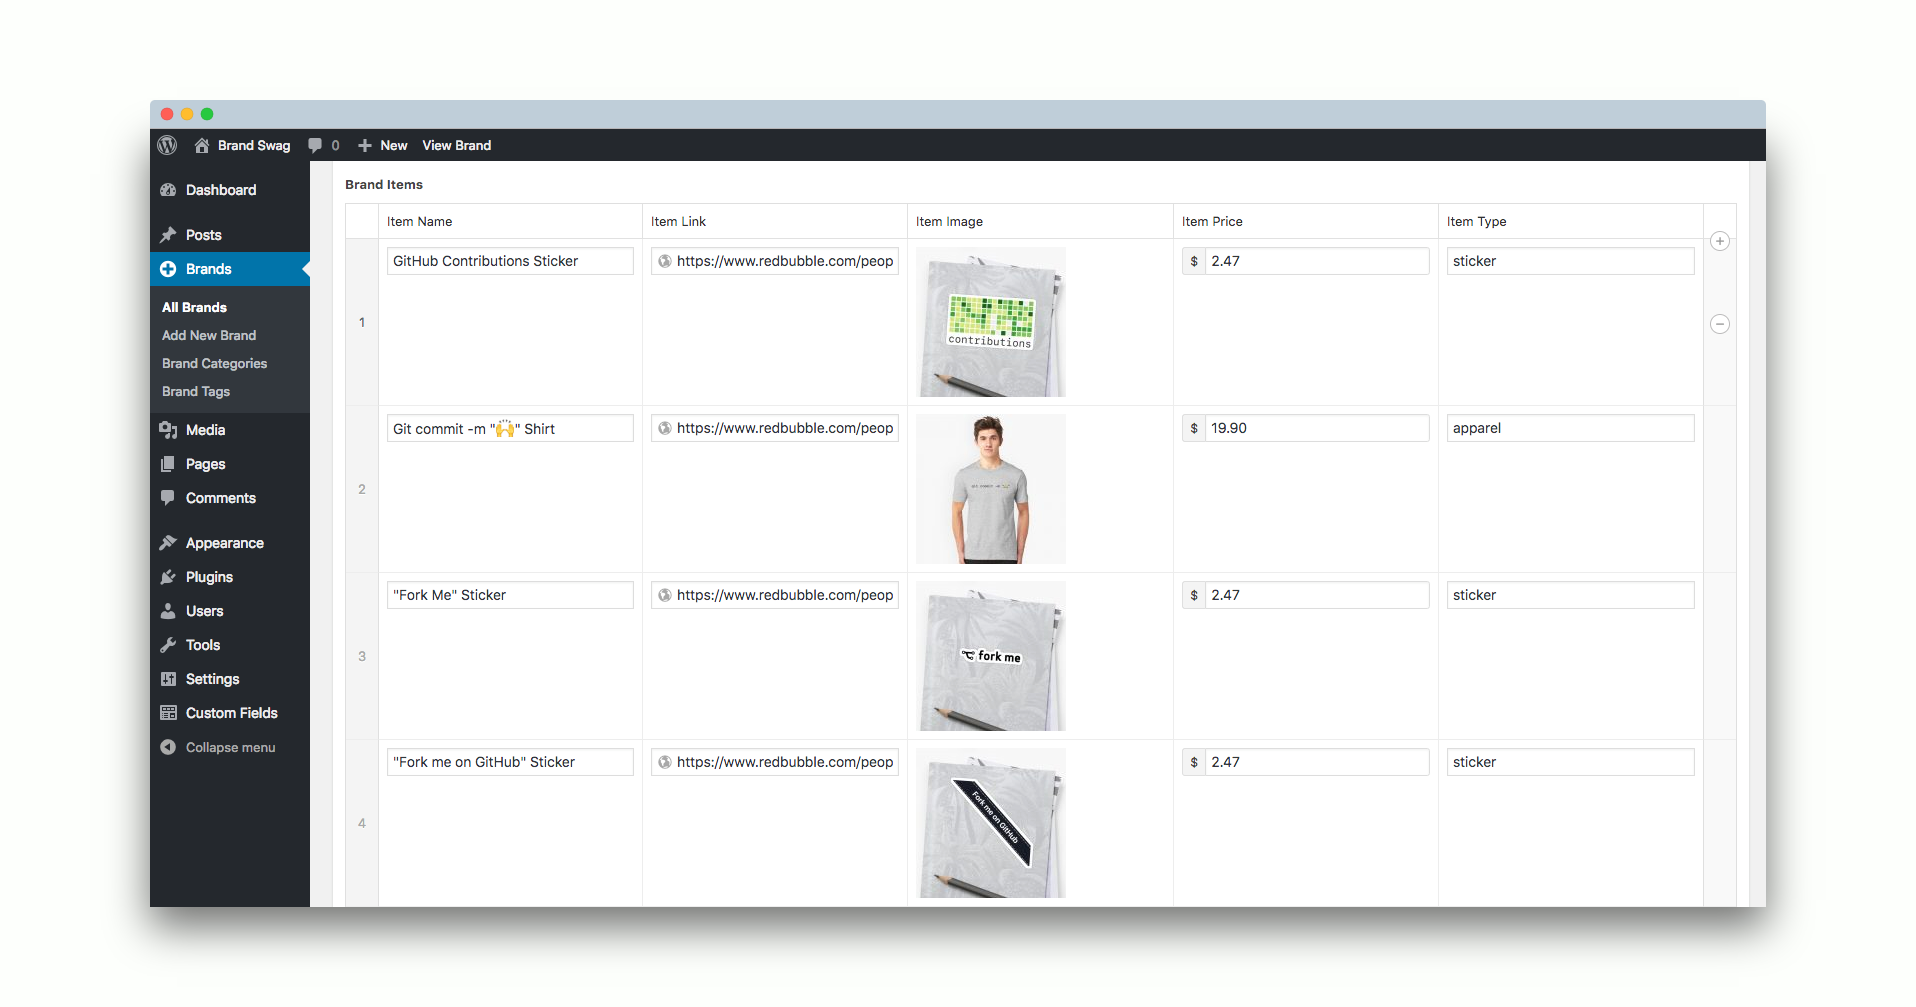 Brand Swag 0 New View Brand
Dashboard
Posts
Brands
All Brands
Add New Brand
Brand Categories
Brand Tags
Media
Pages
Comments
Appearance
Plugins
Users
Tools
Settings
Custom Fields
Collapse menu
Brand Items
Item Name Item Link Item Image Item Price Item Type
1 GitHub Contributions Sticker https://www.redbubble.com/peop $ 2.47 sticker
contributions
2 Git commit -m "🙌" Shirt https://www.redbubble.com/peop $ 19.90 apparel
git commit -m "🙌"
3 "Fork Me" Sticker https://www.redbubble.com/peop $ 2.47 sticker
fork me
4 "Fork me on GitHub" Sticker https://www.redbubble.com/peop $ 2.47 sticker
Fork me on GitHub